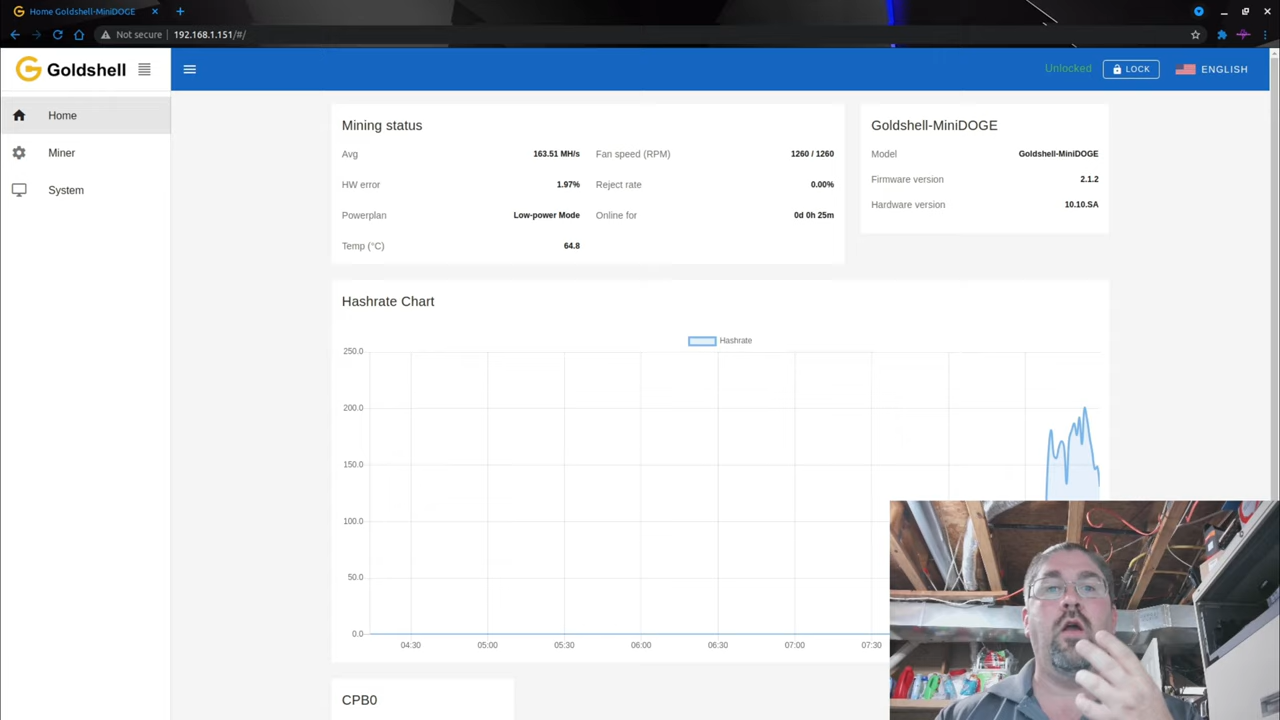 Home Goldshell-MiniDOGE
Not secure 192.168.1.151/#/
Goldshell
Unlocked LOCK ENGLISH
Home
Miner
System
Mining status
Avg 163.51 MH/s Fan speed (RPM) 1260 / 1260
HW error 1.97% Reject rate 0.00%
Powerplan Low-power Mode Online for 0d 0h 25m
Temp (°C) 64.8
Goldshell-MiniDOGE
Model Goldshell-MiniDOGE
Firmware version 2.1.2
Hardware version 10.10.SA
Hashrate Chart
Hashrate
250.0
200.0
150.0
100.0
50.0
0.0
04:30 05:00 05:30 06:00 06:30 07:00 07:30
CPB0